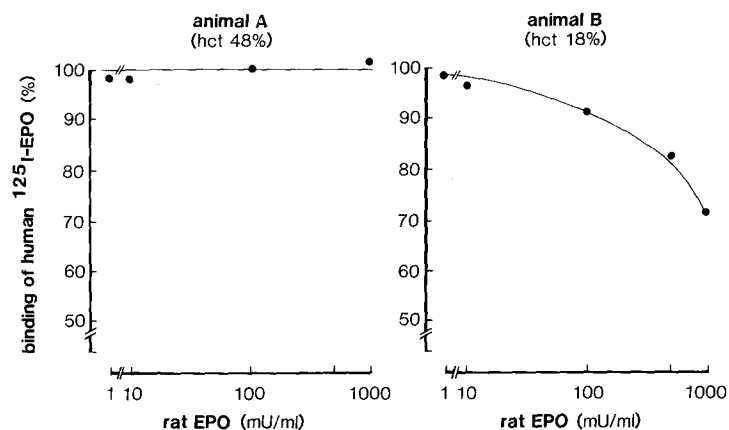 animal A
(hct 48%)
animal B
(hct 18%)
binding of human 125I-EPO (%)
100
90
80
70
60
50
1 10 100 1000
rat EPO (mU/ml)
100
90
80
70
60
50
1 10 100 1000
rat EPO (mU/ml)